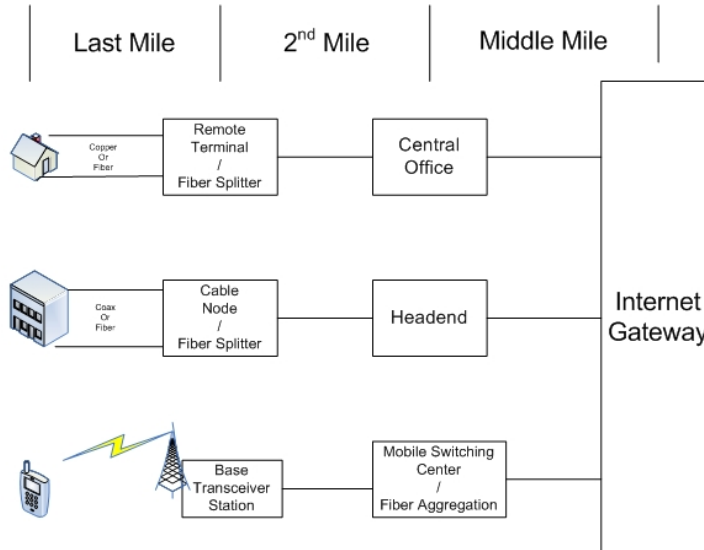 Last Mile
2nd Mile
Middle Mile
Copper
Or
Fiber
Remote
Terminal
/
Fiber Splitter
Central
Office
Coax
Or
Fiber
Cable
Node
/
Fiber Splitter
Headend
Internet
Gateway
Base
Transceiver
Station
Mobile Switching
Center
/
Fiber Aggregation